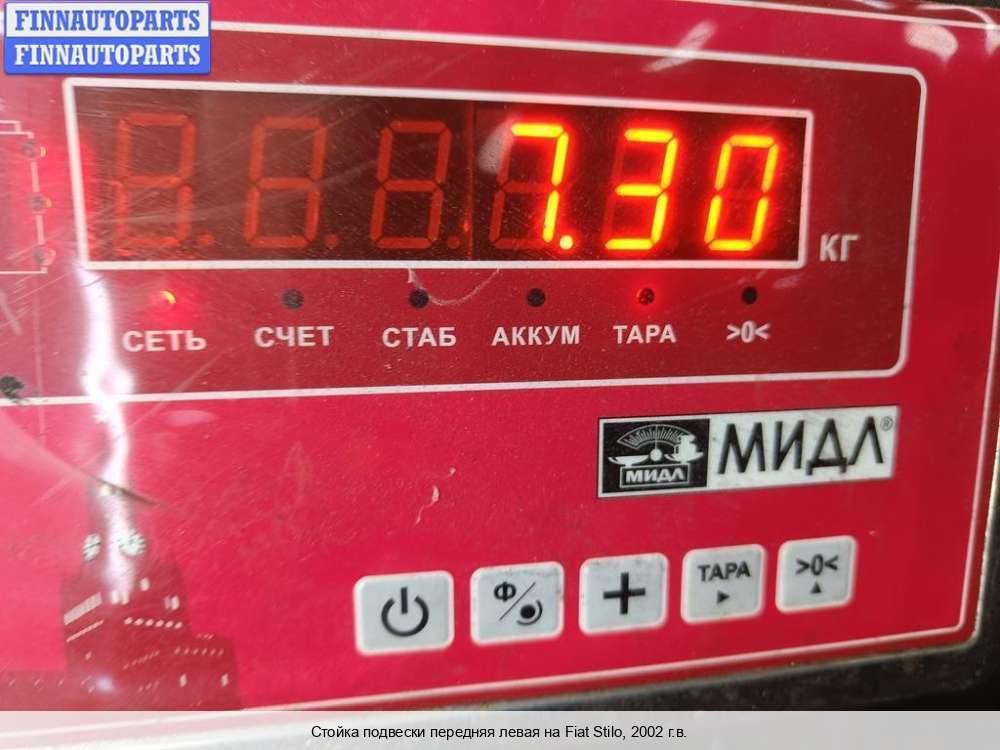 FINNAUTOPARTS
FINNAUTOPARTS
7.30
КГ
СЕТЬ СЧЕТ СТАБ АККУМ ТАРА >0<
МИДЛ МИДЛ®
Ф ТАРА >0<
Стойка подвески передняя левая на Fiat Stilo, 2002 г.в.